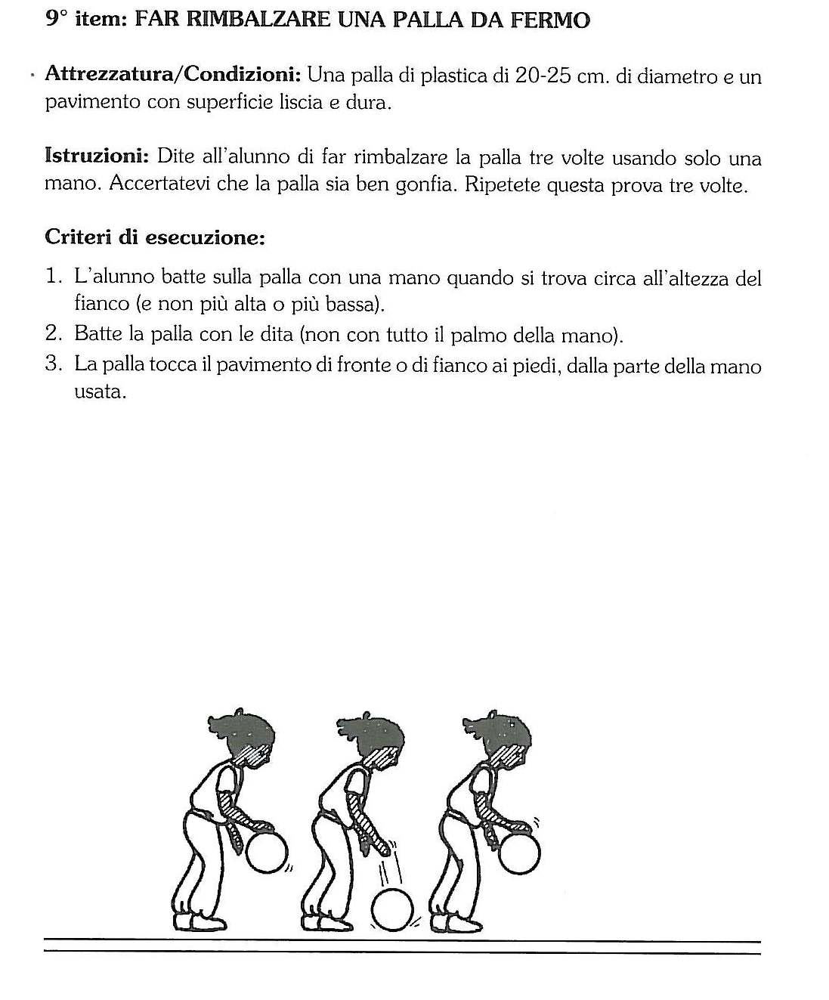 9° item: FAR RIMBALZARE UNA PALLA DA FERMO
Attrezzatura/Condizioni: Una palla di plastica di 20-25 cm. di diametro e un
pavimento con superficie liscia e dura.
Istruzioni: Dite all'alunno di far rimbalzare la palla tre volte usando solo una
mano. Accertatevi che la palla sia ben gonfia. Ripetete questa prova tre volte.
Criteri di esecuzione:
1. L'alunno batte sulla palla con una mano quando si trova circa all'altezza del
fianco (e non più alta o più bassa).
2. Batte la palla con le dita (non con tutto il palmo della mano).
3. La palla tocca il pavimento di fronte o di fianco ai piedi, dalla parte della mano
usata.